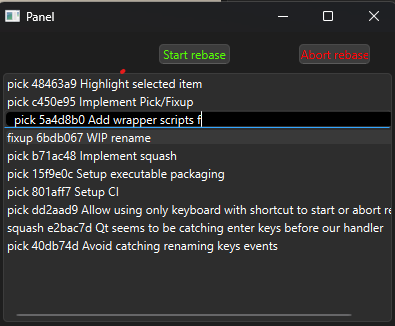 Panel
Start rebase
Abort rebase
pick 48463a9 Highlight selected item
pick c450e95 Implement Pick/Fixup
pick 5a4d8b0 Add wrapper scripts f
fixup 6bdb067 WIP rename
pick b71ac48 Implement squash
pick 15f9e0c Setup executable packaging
pick 801aff7 Setup CI
pick dd2aad9 Allow using only keyboard with shortcut to start or abort re
squash e2bac7d Qt seems to be catching enter keys before our handler
pick 40db74d Avoid catching renaming keys events